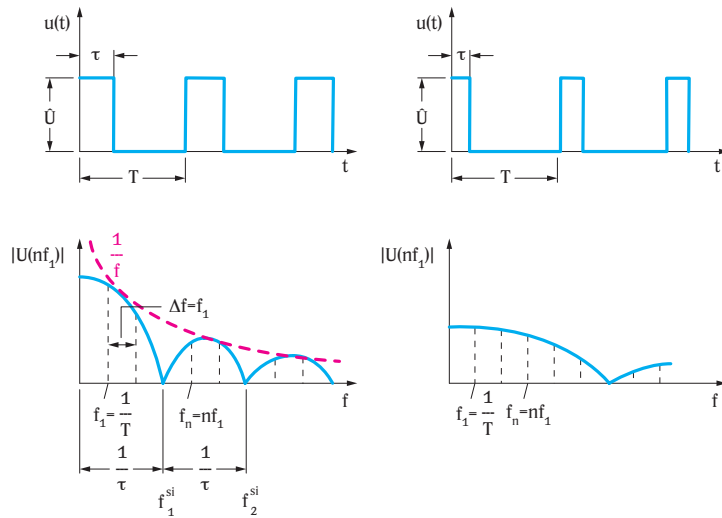 u(t)
τ
Û
T
t
u(t)
τ
Û
T
t
|U(nf₁)|
1
f
Δf=f₁
f
f₁= 1/T
fₙ=nf₁
1
τ
1
τ
f₁ˢⁱ
f₂ˢⁱ
|U(nf₁)|
f
f₁= 1/T
fₙ=nf₁